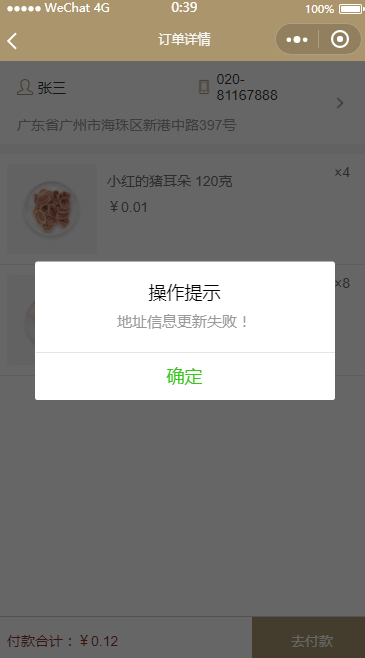 WeChat 4G 0:39 100%
订单详情
张三 020-
81167888
广东省广州市海珠区新港中路397号
小红的猪耳朵 120克 ×4
￥0.01
×8
操作提示
地址信息更新失败！
确定
付款合计：￥0.12 去付款